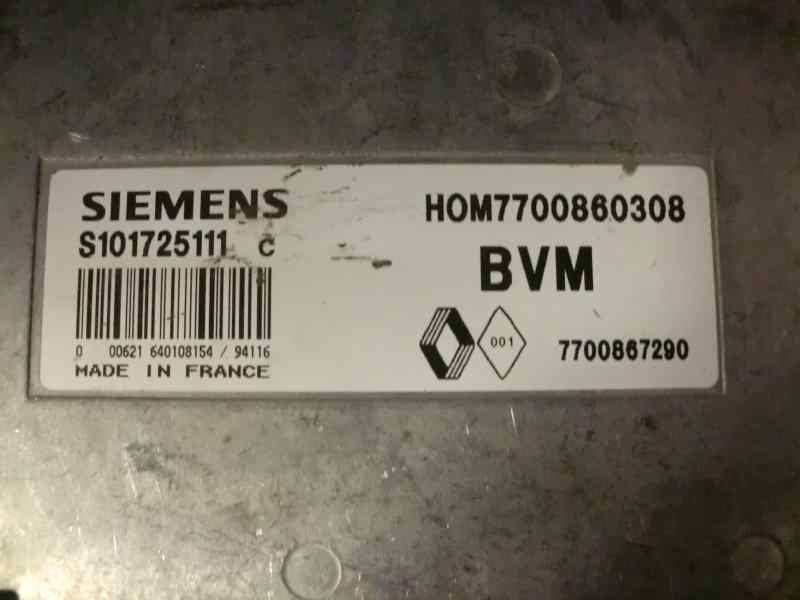 SIEMENS
S101725111 C
0 00621 640108154 / 94116
MADE IN FRANCE
HOM7700860308
BVM
001
7700867290